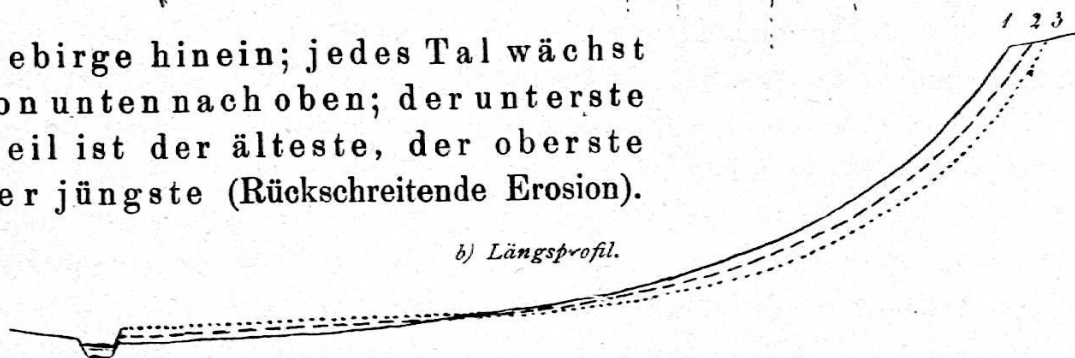 1 2 3
ebirge hinein; jedes Tal wächst
on unten nach oben; der unterste
eil ist der älteste, der oberste
er jüngste (Rückschreitende Erosion).
b) Längsprofil.